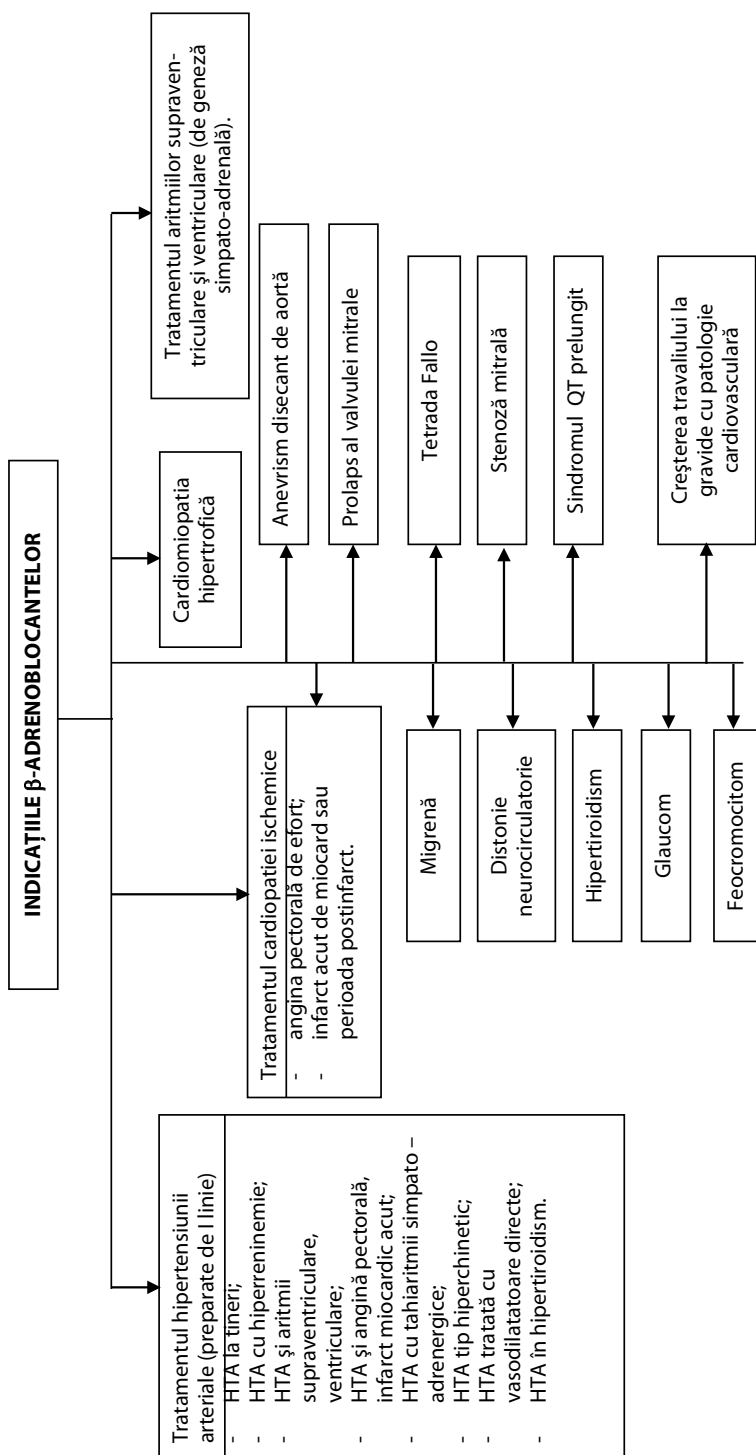 INDICAȚIILE β-ADRENOBLOCANTELOR
Tratamentul hipertensiunii
arteriale (preparate de I linie)
- HTA la tineri;
- HTA cu hiperreninemie;
- HTA şi aritmii
supraventriculare,
ventriculare;
- HTA şi angină pectorală,
infarct miocardic acut;
- HTA cu tahiaritmii simpato –
adrenergice;
- HTA tip hiperchinetic;
- HTA tratată cu
vasodilatatoare directe;
- HTA în hipertiroidism.
Tratamentul cardiopatiei ischemice
- angina pectorală de efort;
- infarct acut de miocard sau
perioada postinfarct.
Cardiomiopatia
hipertrofică
Tratamentul aritmiilor supraven-
triculare şi ventriculare (de geneză
simpato-adrenală).
Migrenă
Distonie
neurocirculatorie
Hipertiroidism
Glaucom
Feocromocitom
Anevrism disecant de aortă
Prolaps al valvulei mitrale
Tetrada Fallo
Stenoză mitrală
Sindromul QT prelungit
Creşterea travaliului la
gravide cu patologie
cardiovasculară